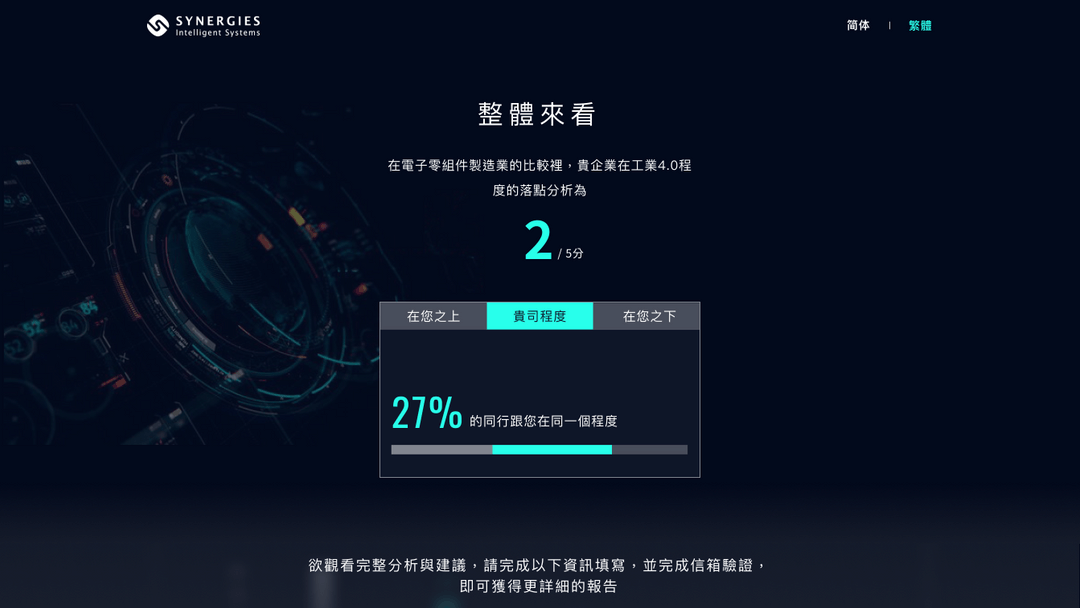 SYNERGIES
Intelligent Systems
简体 | 繁體
整體來看
在電子零組件製造業的比較裡，貴企業在工業4.0程
度的落點分析為
2 / 5分
在您之上 貴司程度 在您之下
27% 的同行跟您在同一個程度
欲觀看完整分析與建議，請完成以下資訊填寫，並完成信箱驗證，
即可獲得更詳細的報告